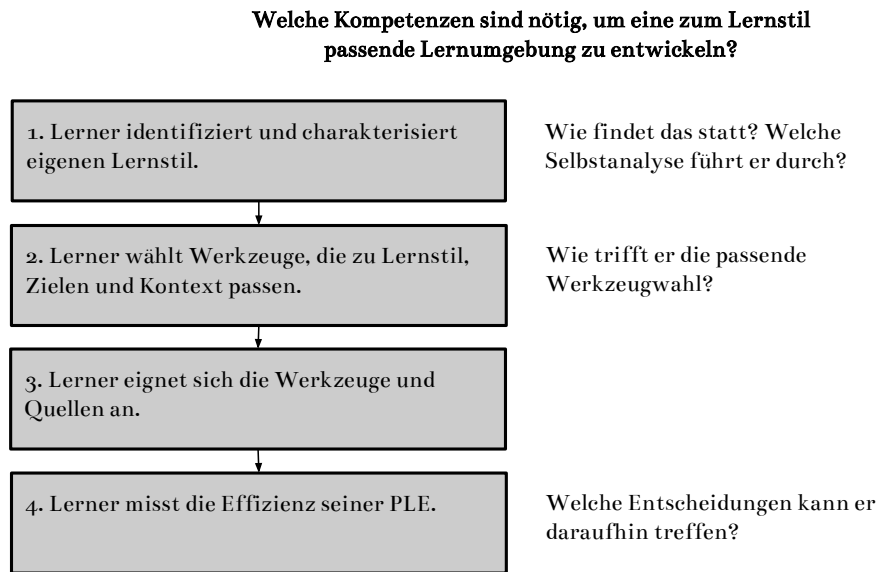 Welche Kompetenzen sind nötig, um eine zum Lernstil
passende Lernumgebung zu entwickeln?
1. Lerner identifiziert und charakterisiert
eigenen Lernstil.
Wie findet das statt? Welche
Selbstanalyse führt er durch?
2. Lerner wählt Werkzeuge, die zu Lernstil,
Zielen und Kontext passen.
Wie trifft er die passende
Werkzeugwahl?
3. Lerner eignet sich die Werkzeuge und
Quellen an.
4. Lerner misst die Effizienz seiner PLE.
Welche Entscheidungen kann er
daraufhin treffen?